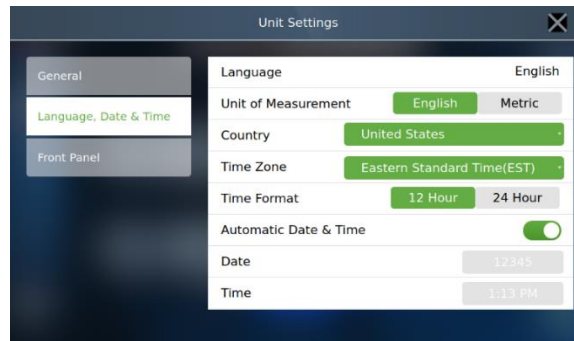 Unit Settings
General
Language, Date & Time
Front Panel
Language English
Unit of Measurement English Metric
Country United States
Time Zone Eastern Standard Time(EST)
Time Format 12 Hour 24 Hour
Automatic Date & Time
Date 12345
Time 1:13 PM